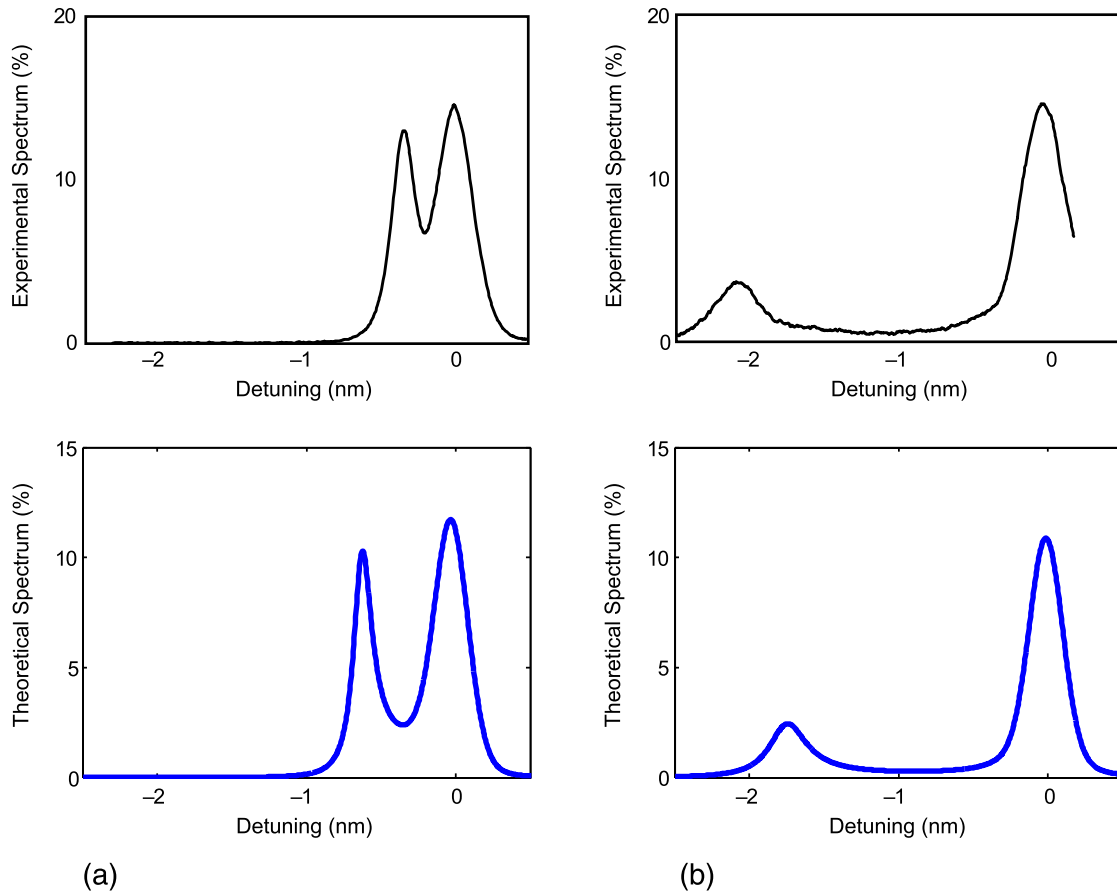 20
10
0
Experimental Spectrum (%)
–2
–1
0
Detuning (nm)
20
10
0
Experimental Spectrum (%)
–2
–1
0
Detuning (nm)
15
10
5
0
Theoretical Spectrum (%)
–2
–1
0
Detuning (nm)
15
10
5
0
Theoretical Spectrum (%)
–2
–1
0
Detuning (nm)
(a)
(b)